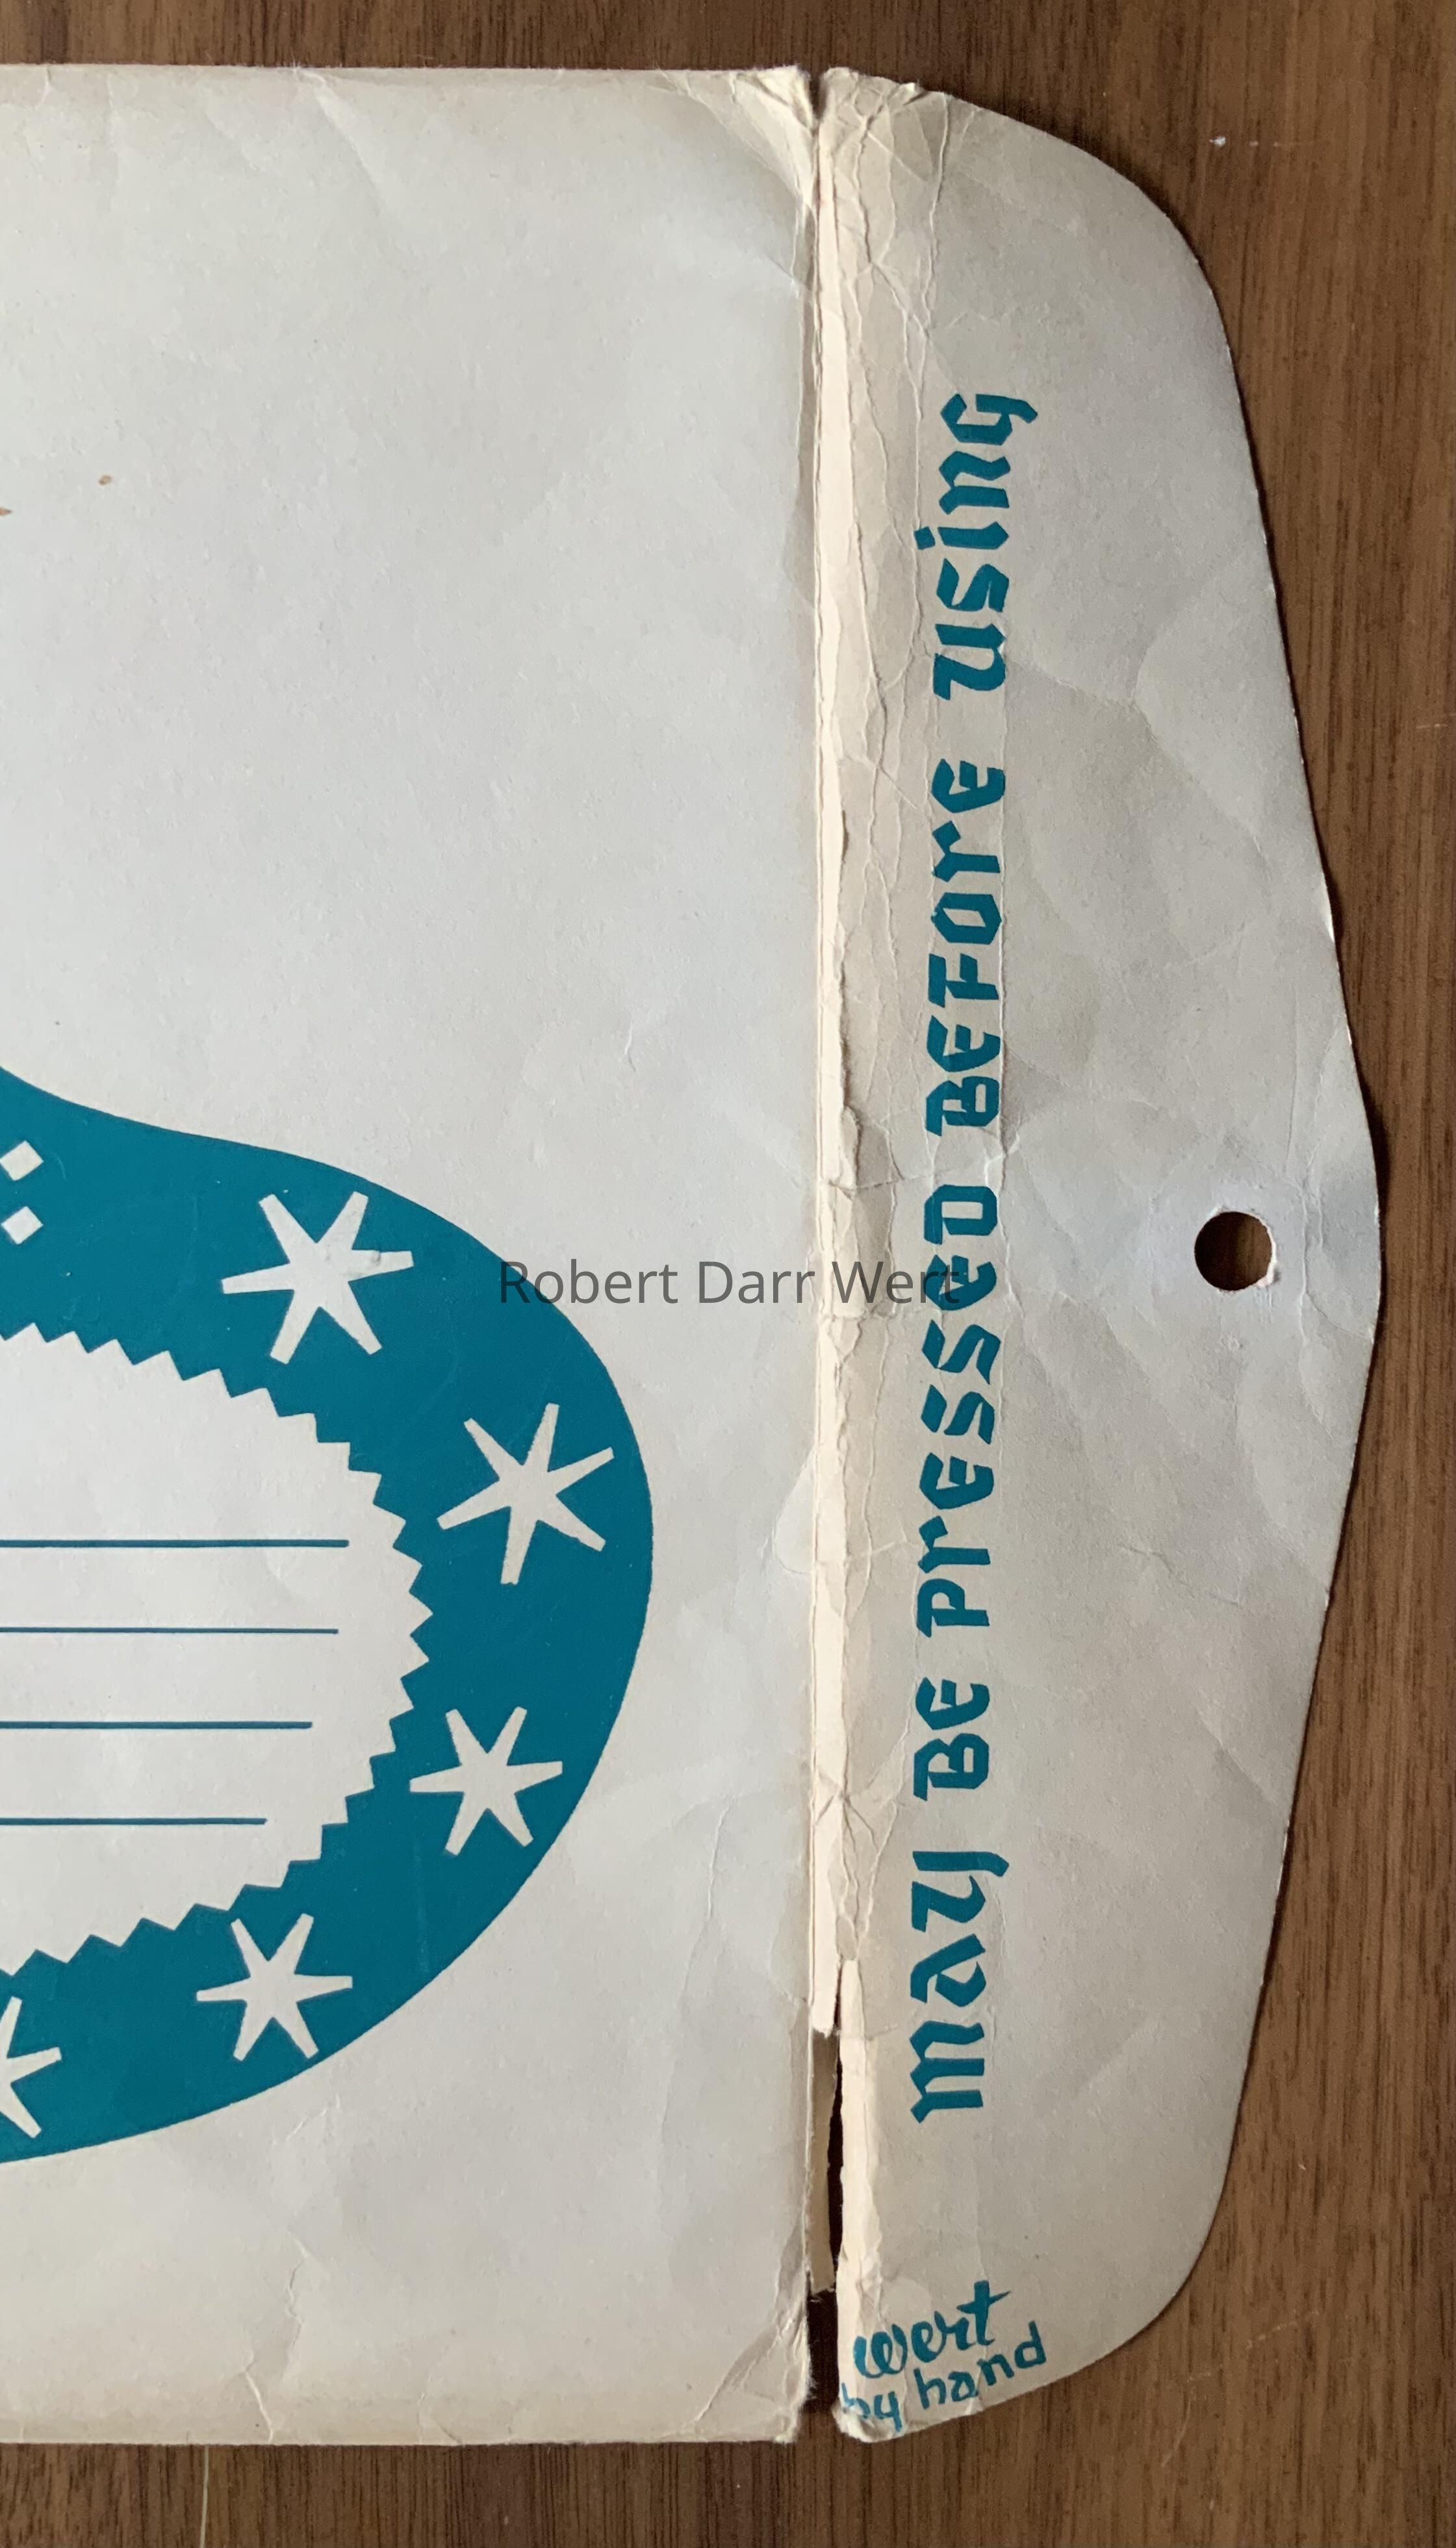 may BE PressED BEFORE using
wert
by hand
Robert Darr Wert